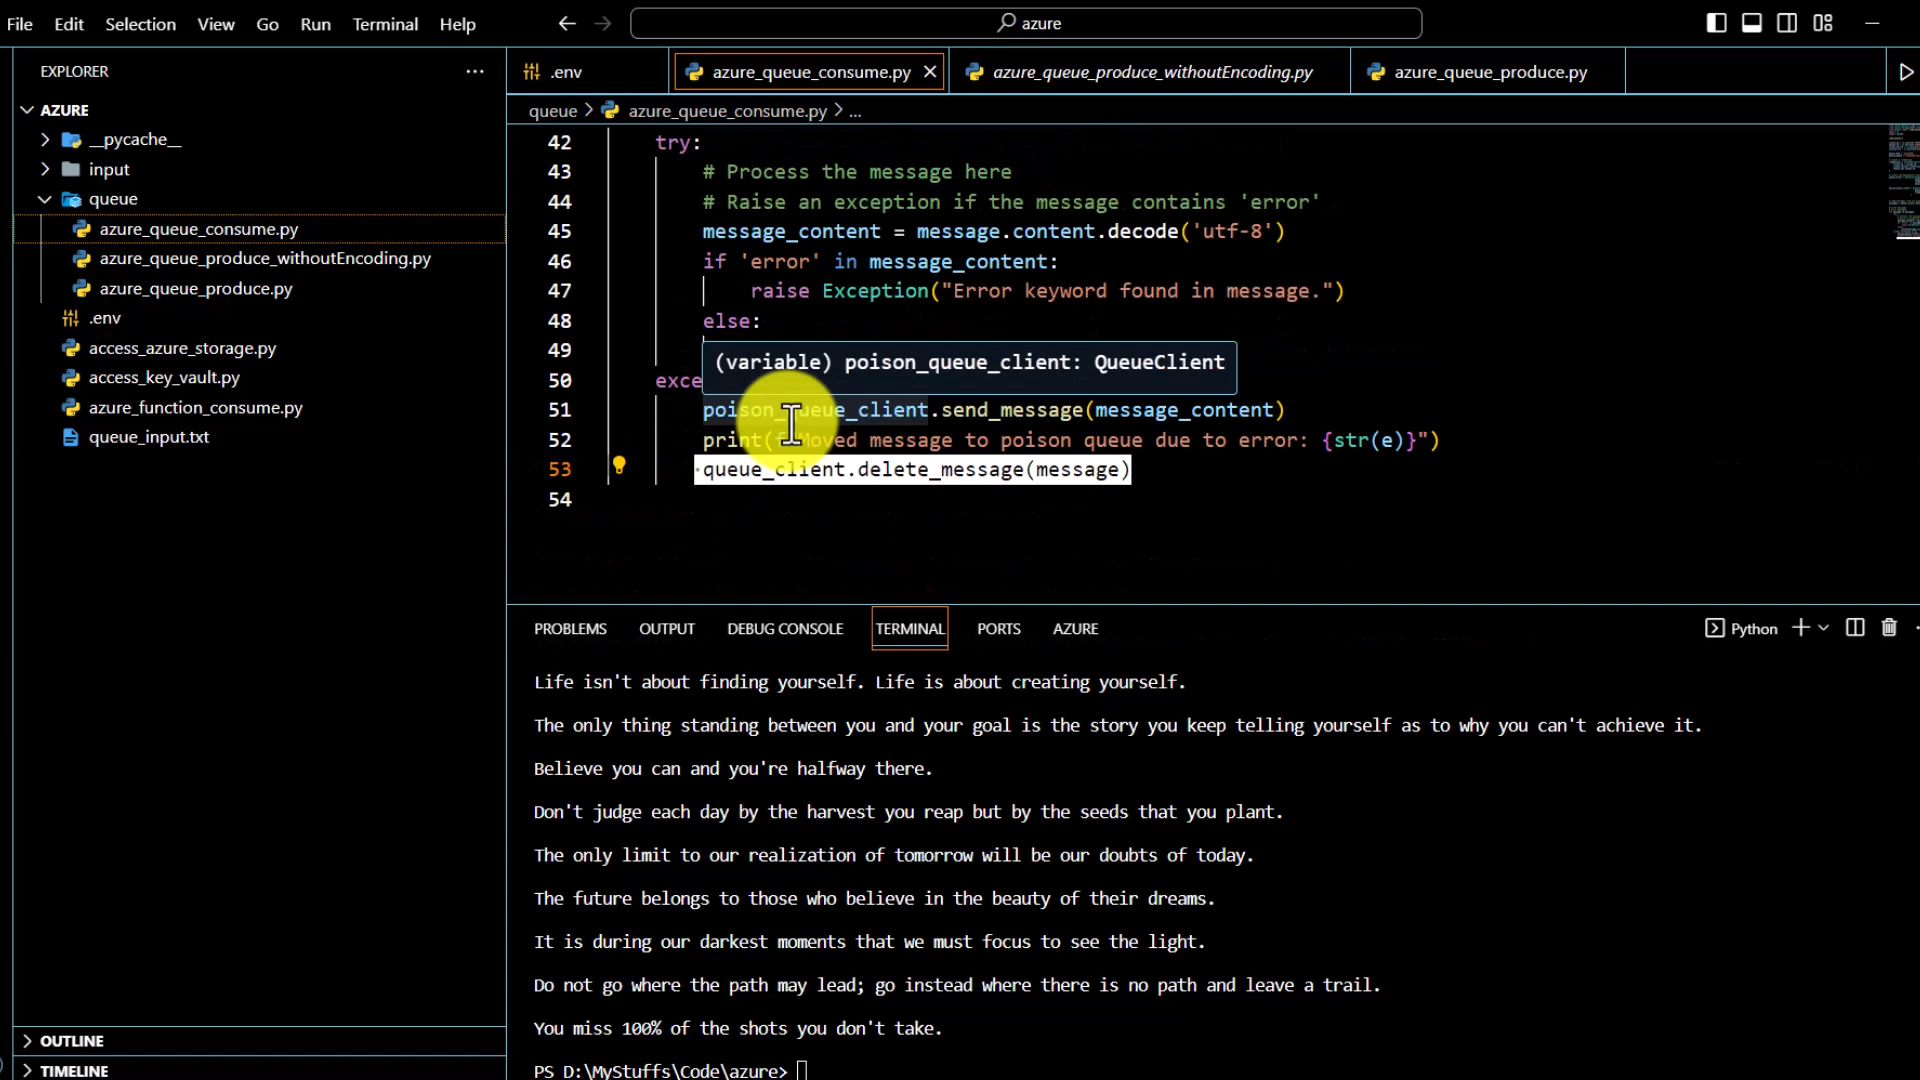 File Edit Selection View Go Run Terminal Help
azure
EXPLORER
AZURE
__pycache__
input
queue
azure_queue_consume.py
azure_queue_produce_withoutEncoding.py
azure_queue_produce.py
.env
access_azure_storage.py
access_key_vault.py
azure_function_consume.py
queue_input.txt
OUTLINE
TIMELINE
.env azure_queue_consume.py azure_queue_produce_withoutEncoding.py azure_queue_produce.py
queue > azure_queue_consume.py > ...
42 try:
43 # Process the message here
44 # Raise an exception if the message contains 'error'
45 message_content = message.content.decode('utf-8')
46 if 'error' in message_content:
47 raise Exception("Error keyword found in message.")
48 else:
49
(variable) poison_queue_client: QueueClient
50 exce
51 poison_queue_client.send_message(message_content)
52 print(f"Moved message to poison queue due to error: {str(e)}")
53 queue_client.delete_message(message)
54
PROBLEMS OUTPUT DEBUG CONSOLE TERMINAL PORTS AZURE
Python
Life isn't about finding yourself. Life is about creating yourself.
The only thing standing between you and your goal is the story you keep telling yourself as to why you can't achieve it.
Believe you can and you're halfway there.
Don't judge each day by the harvest you reap but by the seeds that you plant.
The only limit to our realization of tomorrow will be our doubts of today.
The future belongs to those who believe in the beauty of their dreams.
It is during our darkest moments that we must focus to see the light.
Do not go where the path may lead; go instead where there is no path and leave a trail.
You miss 100% of the shots you don't take.
PS D:\MyStuffs\Code\azure>